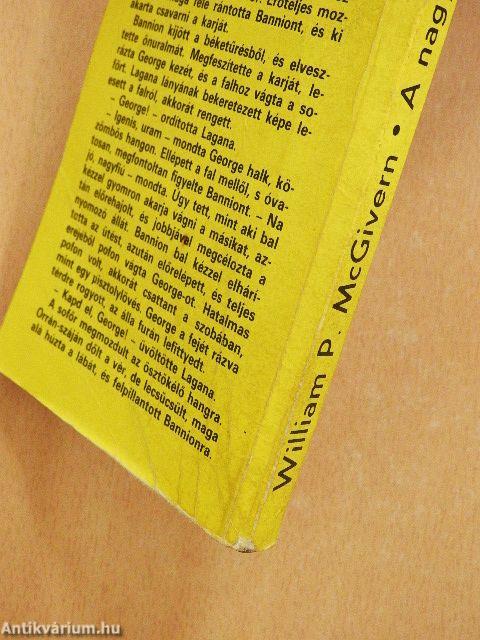 Erőteljes moz-
maga felé rántotta Banniont, és ki
akarta csavarni a karját.
Bannion kijött a béketűrésből, és elvesz-
tette önuralmát. Megfeszítette a karját, le-
rázta George kezét, és a falhoz vágta a so-
főrt. Lagana lányának bekeretezett képe le-
esett a falról, akkorát rengett.
– George! – ordította Lagana.
– Igenis, uram – mondta George halk, kö-
zömbös hangon. Ellépett a fal mellől, s óva-
tosan, megfontoltan figyelte Banniont. – Na
jó, nagyfiú – mondta. Úgy tett, mint aki bal
kézzel gyomron akarja vágni a másikat, az-
tán előrehajolt, és jobbjával megcélozta a
nyomozó állát. Bannion bal kézzel elhárí-
totta az ütést, azután előrelépett, és teljes
erejéből pofon vágta George-ot. Hatalmas
pofon volt, akkorát csattant a szobában,
mint egy pisztolylövés. George a fejét rázva
térdre rogyott, az álla furán lefittyedt.
– Kapd el, George! – üvöltötte Lagana.
A sofőr megmozdult az ösztökélő hangra.
Orrán-száján dőlt a vér, de lecsücsült, maga
alá húzta a lábát, és felpillantott Bannionra.
William P. McGivern • A nag
Antikvárium.hu